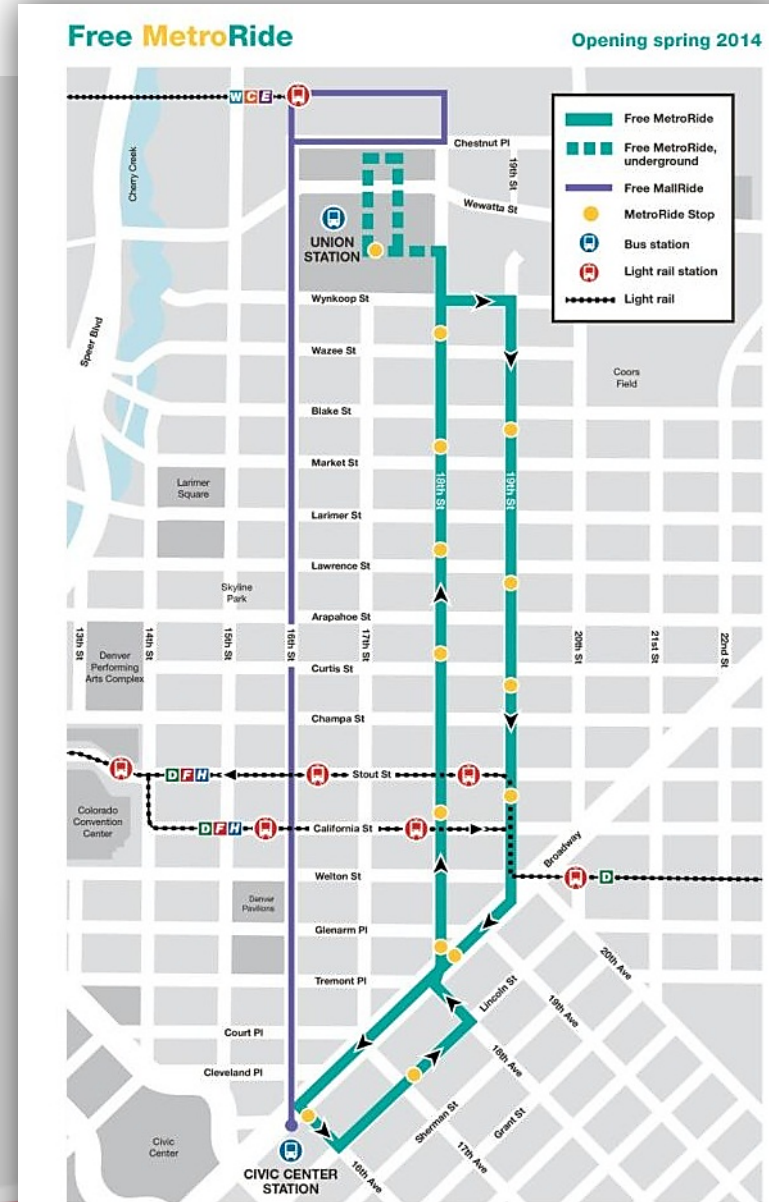 Free MetroRide
Opening spring 2014
W C E
Free MetroRide
Free MetroRide,
underground
Free MallRide
MetroRide Stop
Bus station
Light rail station
Light rail
Chestnut Pl
19th St
Wewatta St
Cherry Creek
UNION
STATION
Wynkoop St
Speer Blvd
Wazee St
Coors
Field
Blake St
Market St
Larimer
Square
18th St
19th St
Larimer St
Lawrence St
Skyline
Park
Arapahoe St
13th St
14th St
15th St
16th St
17th St
20th St
21st St
22nd St
Denver
Performing
Arts Complex
Curtis St
Champa St
D F H
Stout St
Colorado
Convention
Center
D F H
California St
Broadway
Welton St
D
Denver
Pavilions
Glenarm Pl
Tremont Pl
Lincoln St
20th Ave
19th Ave
Court Pl
18th Ave
Cleveland Pl
Sherman St
Grant St
17th Ave
Civic
Center
16th Ave
CIVIC CENTER
STATION